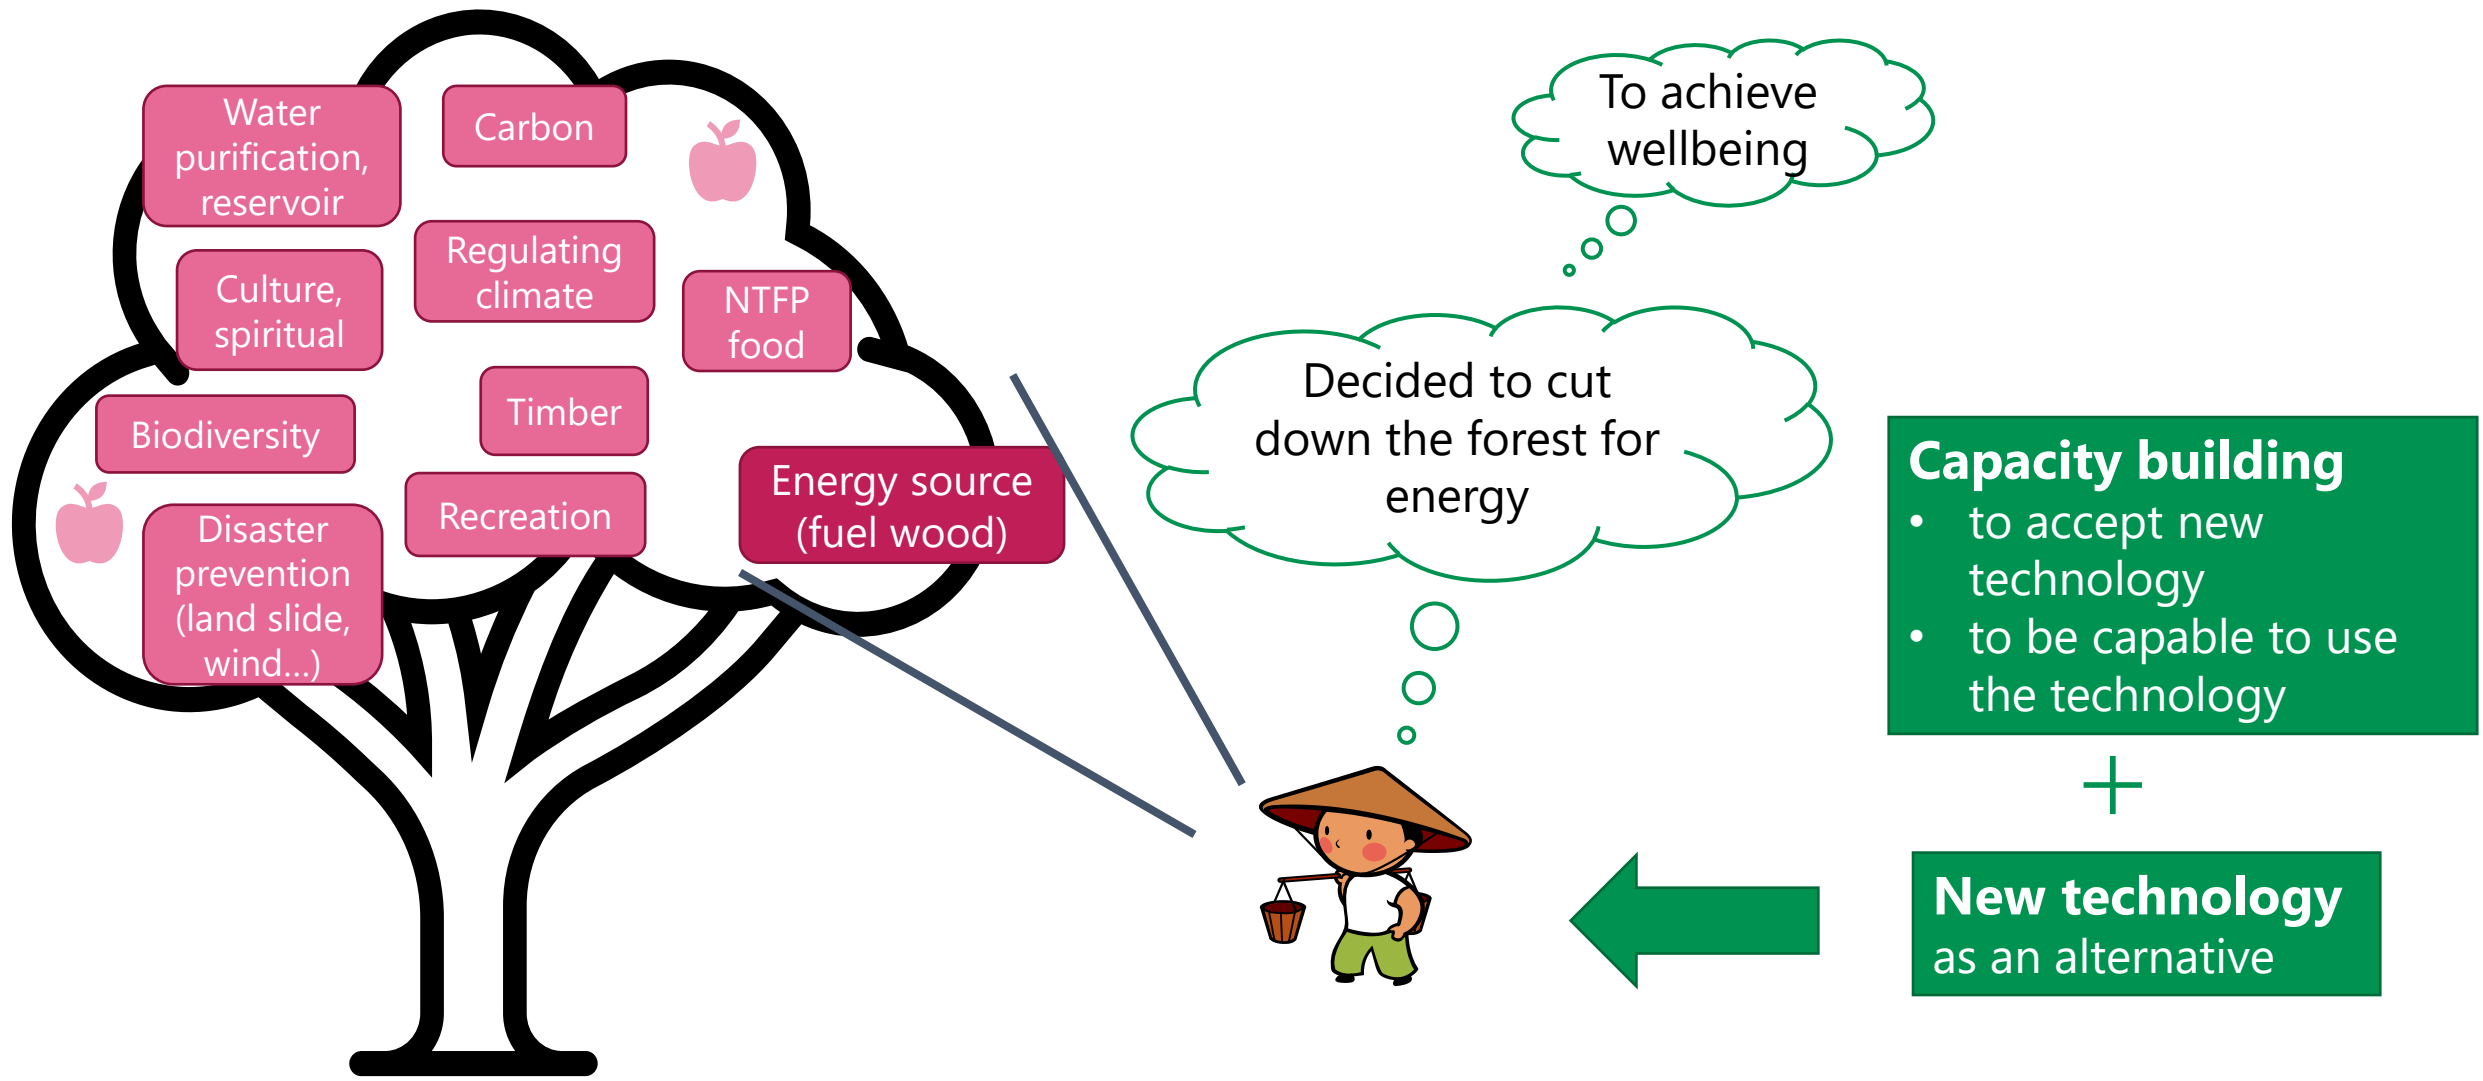 Water
purification,
reservoir
Carbon
Regulating
climate
Culture,
spiritual
NTFP
food
Timber
Biodiversity
Recreation
Energy source
(fuel wood)
Disaster
prevention
(land slide,
wind...)
To achieve
wellbeing
Decided to cut
down the forest for
energy
Capacity building
• to accept new
technology
• to be capable to use
the technology
+
New technology
as an alternative